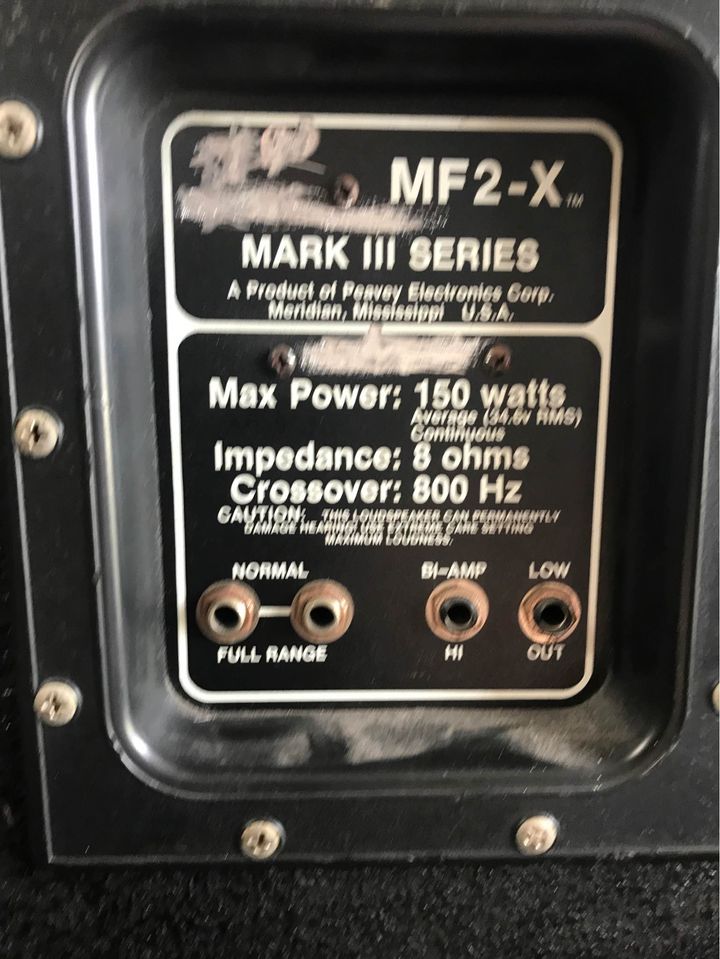 MF2-X™
MARK III SERIES
A Product of Peavey Electronics Corp.
Meridian, Mississippi U.S.A.
Max Power: 150 watts
Average (34.6v RMS)
Continuous
Impedance: 8 ohms
Crossover: 800 Hz
CAUTION: THIS LOUDSPEAKER CAN PERMANENTLY
DAMAGE HEARING! USE EXTREME CARE SETTING
MAXIMUM LOUDNESS.
NORMAL BI-AMP LOW
FULL RANGE HI OUT